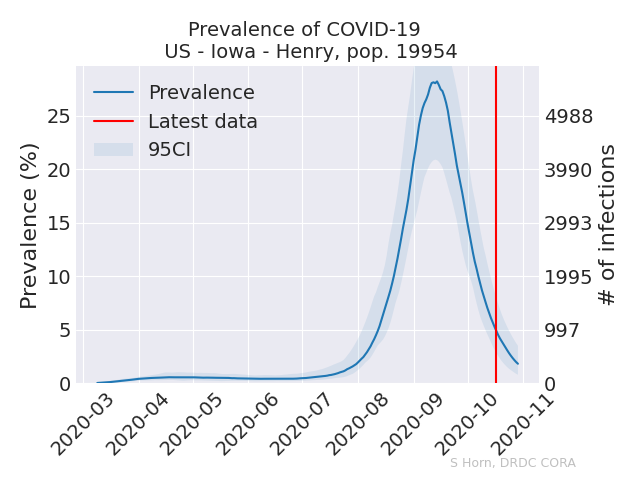 Prevalence of COVID-19
US - Iowa - Henry, pop. 19954
Prevalence
Latest data
95CI
Prevalence (%)
25
20
15
10
5
0
4988
3990
2993
1995
997
0
# of infections
2020-03
2020-04
2020-05
2020-06
2020-07
2020-08
2020-09
2020-10
2020-11
S Horn, DRDC CORA